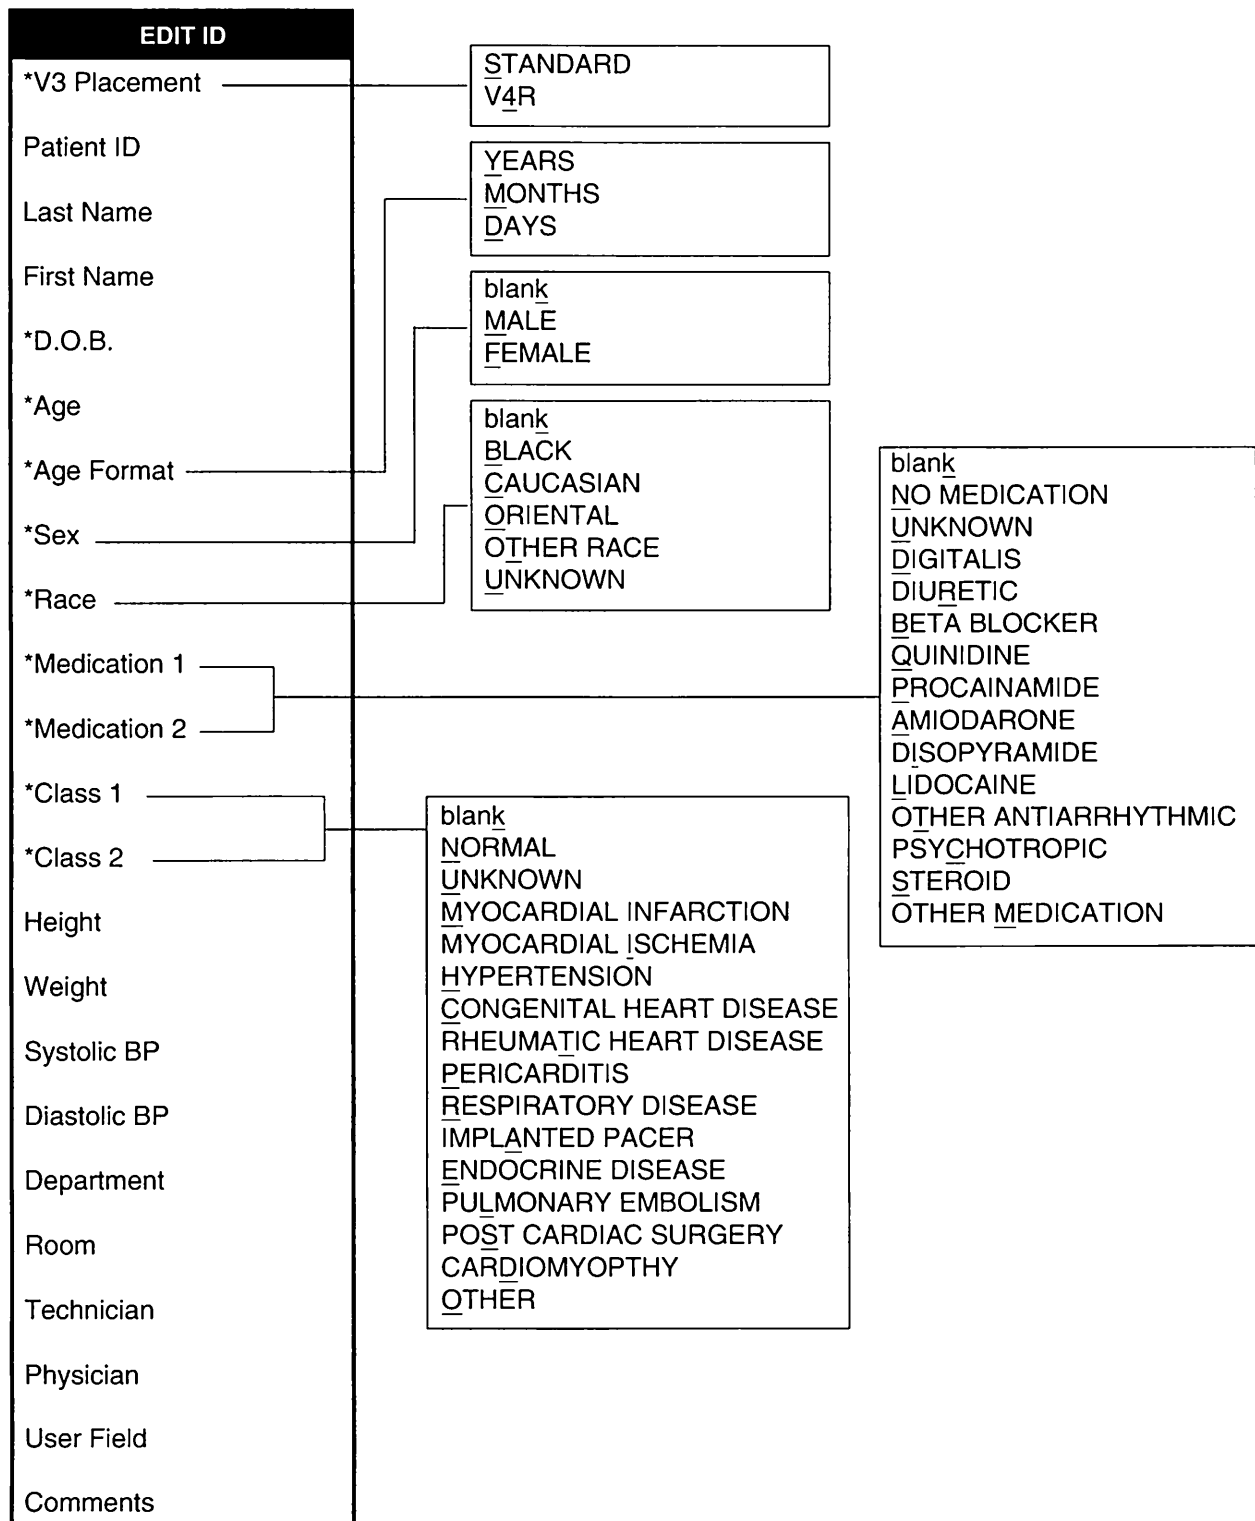 EDIT ID
*V3 Placement
Patient ID
Last Name
First Name
*D.O.B.
*Age
*Age Format
*Sex
*Race
*Medication 1
*Medication 2
*Class 1
*Class 2
Height
Weight
Systolic BP
Diastolic BP
Department
Room
Technician
Physician
User Field
Comments
STANDARD
V4R
YEARS
MONTHS
DAYS
blank
MALE
FEMALE
blank
BLACK
CAUCASIAN
ORIENTAL
OTHER RACE
UNKNOWN
blank
NO MEDICATION
UNKNOWN
DIGITALIS
DIURETIC
BETA BLOCKER
QUINIDINE
PROCAINAMIDE
AMIODARONE
DISOPYRAMIDE
LIDOCAINE
OTHER ANTIARRHYTHMIC
PSYCHOTROPIC
STEROID
OTHER MEDICATION
blank
NORMAL
UNKNOWN
MYOCARDIAL INFARCTION
MYOCARDIAL ISCHEMIA
HYPERTENSION
CONGENITAL HEART DISEASE
RHEUMATIC HEART DISEASE
PERICARDITIS
RESPIRATORY DISEASE
IMPLANTED PACER
ENDOCRINE DISEASE
PULMONARY EMBOLISM
POST CARDIAC SURGERY
CARDIOMYOPTHY
OTHER